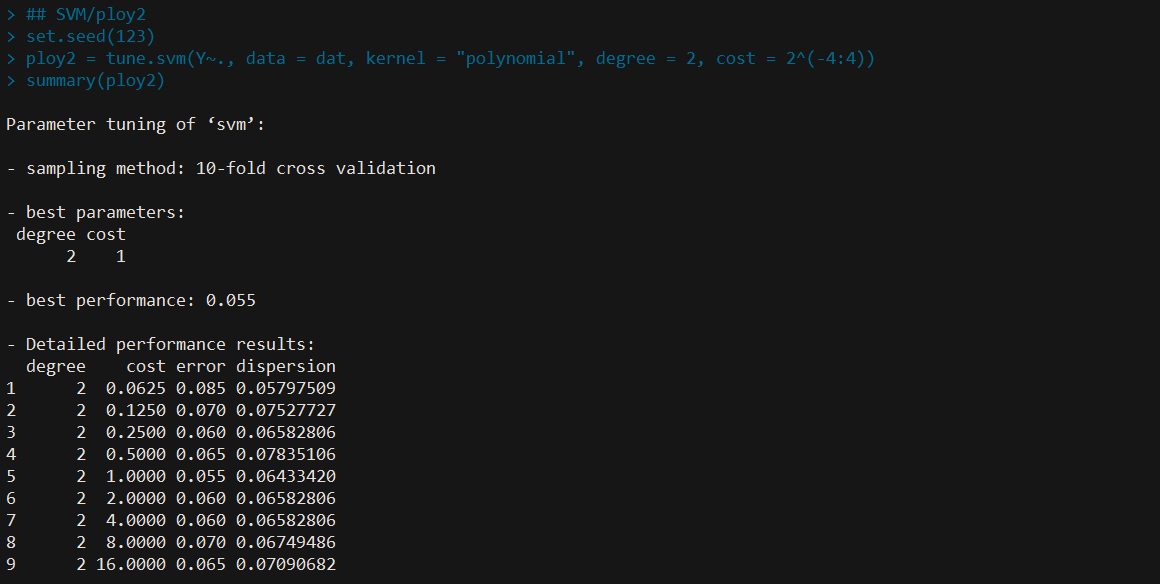 > ## SVM/ploy2
> set.seed(123)
> ploy2 = tune.svm(Y~., data = dat, kernel = "polynomial", degree = 2, cost = 2^(-4:4))
> summary(ploy2)
Parameter tuning of ‘svm’:
- sampling method: 10-fold cross validation
- best parameters:
degree cost
2 1
- best performance: 0.055
- Detailed performance results:
degree cost error dispersion
1 2 0.0625 0.085 0.05797509
2 2 0.1250 0.070 0.07527727
3 2 0.2500 0.060 0.06582806
4 2 0.5000 0.065 0.07835106
5 2 1.0000 0.055 0.06433420
6 2 2.0000 0.060 0.06582806
7 2 4.0000 0.060 0.06582806
8 2 8.0000 0.070 0.06749486
9 2 16.0000 0.065 0.07090682